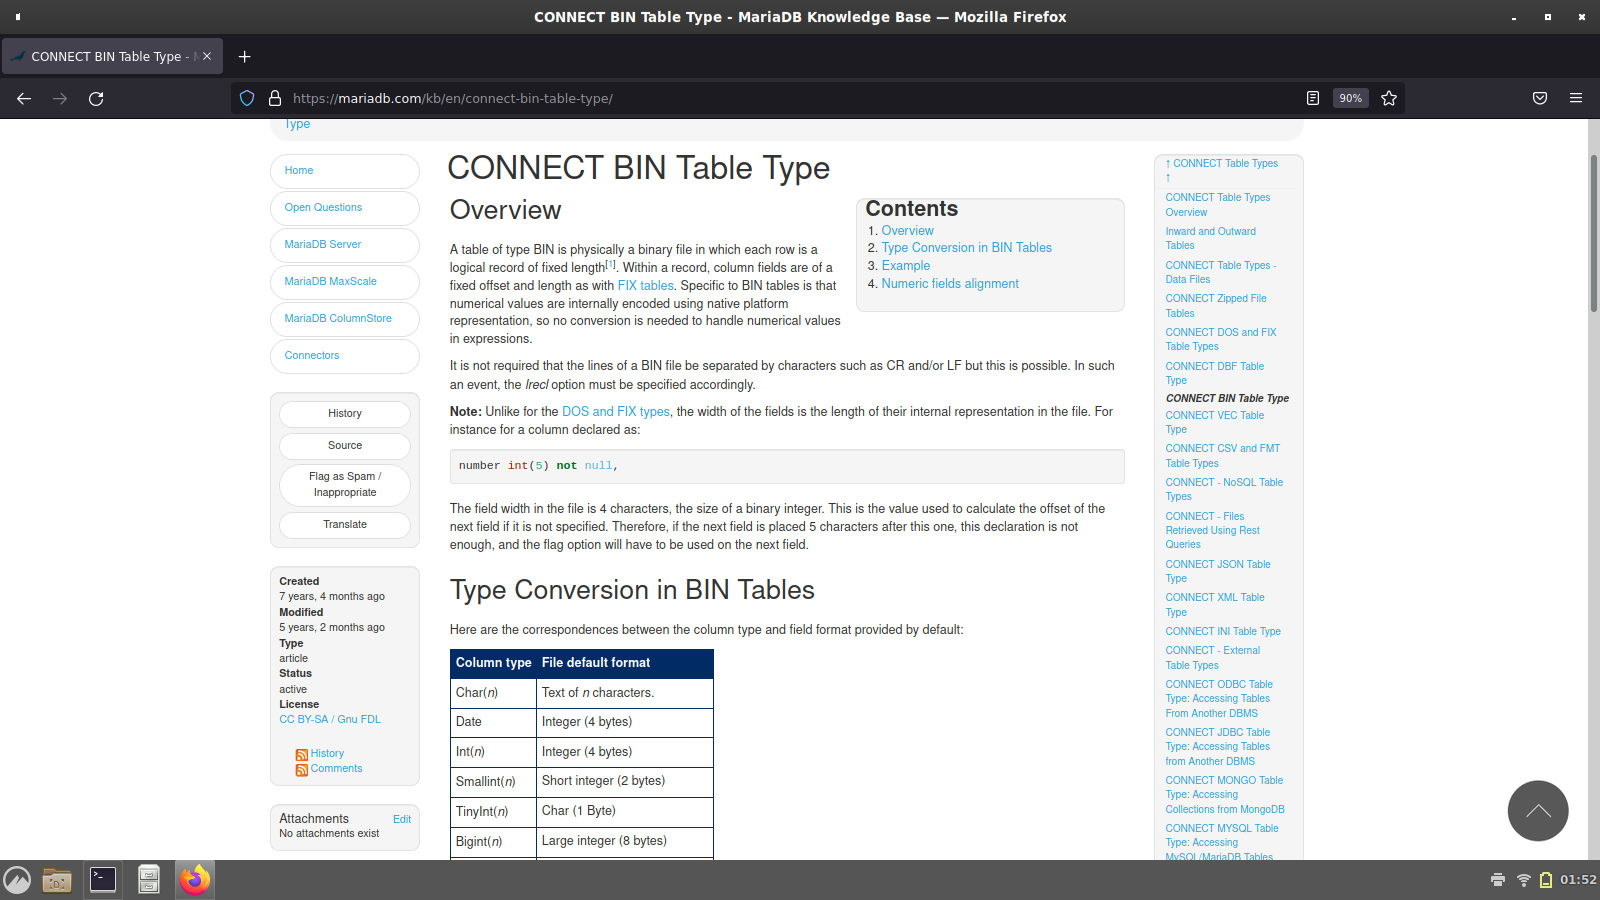 CONNECT BIN Table Type - MariaDB Knowledge Base — Mozilla Firefox
CONNECT BIN Table Type -
https://mariadb.com/kb/en/connect-bin-table-type/
90%
Type
Home
Open Questions
MariaDB Server
MariaDB MaxScale
MariaDB ColumnStore
Connectors
History
Source
Flag as Spam /
Inappropriate
Translate
Created
7 years, 4 months ago
Modified
5 years, 2 months ago
Type
article
Status
active
License
CC BY-SA / Gnu FDL
History
Comments
Attachments Edit
No attachments exist
CONNECT BIN Table Type
Overview
A table of type BIN is physically a binary file in which each row is a
logical record of fixed length[1]. Within a record, column fields are of a
fixed offset and length as with FIX tables. Specific to BIN tables is that
numerical values are internally encoded using native platform
representation, so no conversion is needed to handle numerical values
in expressions.
Contents
1. Overview
2. Type Conversion in BIN Tables
3. Example
4. Numeric fields alignment
It is not required that the lines of a BIN file be separated by characters such as CR and/or LF but this is possible. In such
an event, the lrecl option must be specified accordingly.
Note: Unlike for the DOS and FIX types, the width of the fields is the length of their internal representation in the file. For
instance for a column declared as:
number int(5) not null,
The field width in the file is 4 characters, the size of a binary integer. This is the value used to calculate the offset of the
next field if it is not specified. Therefore, if the next field is placed 5 characters after this one, this declaration is not
enough, and the flag option will have to be used on the next field.
Type Conversion in BIN Tables
Here are the correspondences between the column type and field format provided by default:
Column type File default format
Char(n) Text of n characters.
Date Integer (4 bytes)
Int(n) Integer (4 bytes)
Smallint(n) Short integer (2 bytes)
TinyInt(n) Char (1 Byte)
Bigint(n) Large integer (8 bytes)
↑ CONNECT Table Types
↑
CONNECT Table Types
Overview
Inward and Outward
Tables
CONNECT Table Types -
Data Files
CONNECT Zipped File
Tables
CONNECT DOS and FIX
Table Types
CONNECT DBF Table
Type
CONNECT BIN Table Type
CONNECT VEC Table
Type
CONNECT CSV and FMT
Table Types
CONNECT - NoSQL Table
Types
CONNECT - Files
Retrieved Using Rest
Queries
CONNECT JSON Table
Type
CONNECT XML Table
Type
CONNECT INI Table Type
CONNECT - External
Table Types
CONNECT ODBC Table
Type: Accessing Tables
From Another DBMS
CONNECT JDBC Table
Type: Accessing Tables
from Another DBMS
CONNECT MONGO Table
Type: Accessing
Collections from MongoDB
CONNECT MYSQL Table
Type: Accessing
MySQL/MariaDB Tables
01:52